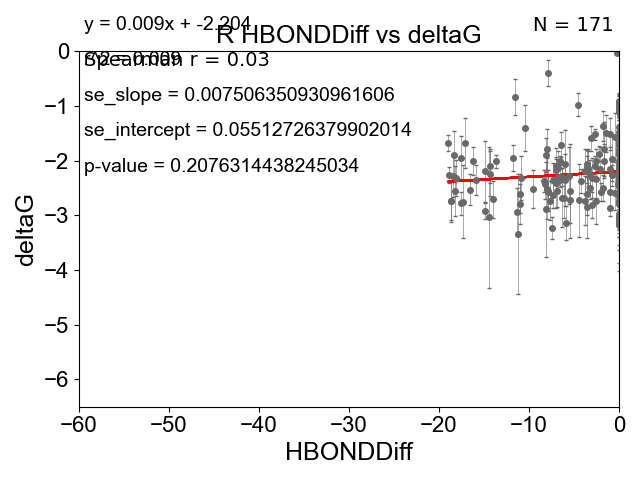 y = 0.009x + -2.204
N = 171
R HBONDDiff vs deltaG
Spearman r = 0.03
se_slope = 0.007506350930961606
se_intercept = 0.05512726379902014
p-value = 0.2076314438245034
deltaG
0
−1
−2
−3
−4
−5
−6
−60
−50
−40
−30
−20
−10
0
HBONDDiff